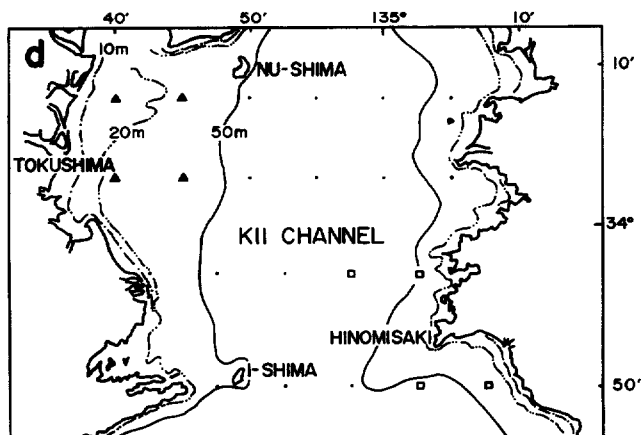 40' 50' 135° 10'
d
10m
NU-SHIMA
10'
20m 50m
TOKUSHIMA
34°
KII CHANNEL
HINOMISAKI
I-SHIMA
50'